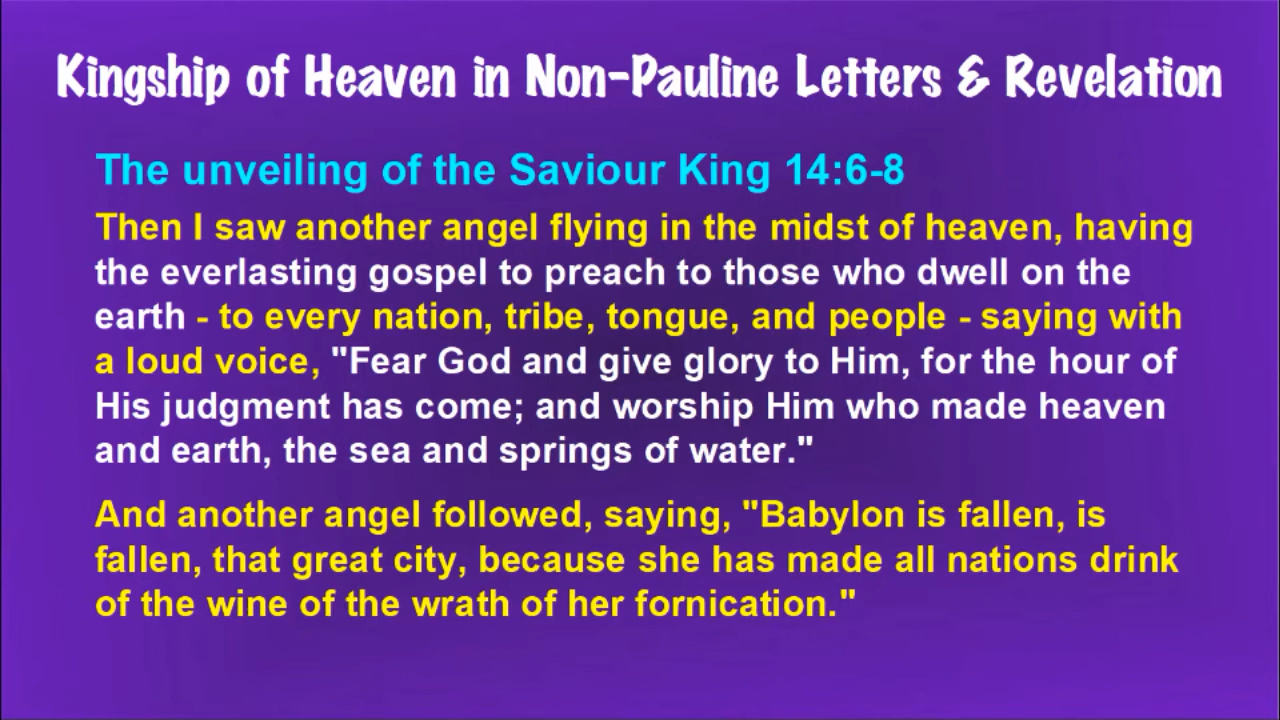 Kingship of Heaven in Non-Pauline Letters & Revelation
The unveiling of the Saviour King 14:6-8
Then I saw another angel flying in the midst of heaven, having
the everlasting gospel to preach to those who dwell on the
earth - to every nation, tribe, tongue, and people - saying with
a loud voice, "Fear God and give glory to Him, for the hour of
His judgment has come; and worship Him who made heaven
and earth, the sea and springs of water."
And another angel followed, saying, "Babylon is fallen, is
fallen, that great city, because she has made all nations drink
of the wine of the wrath of her fornication."